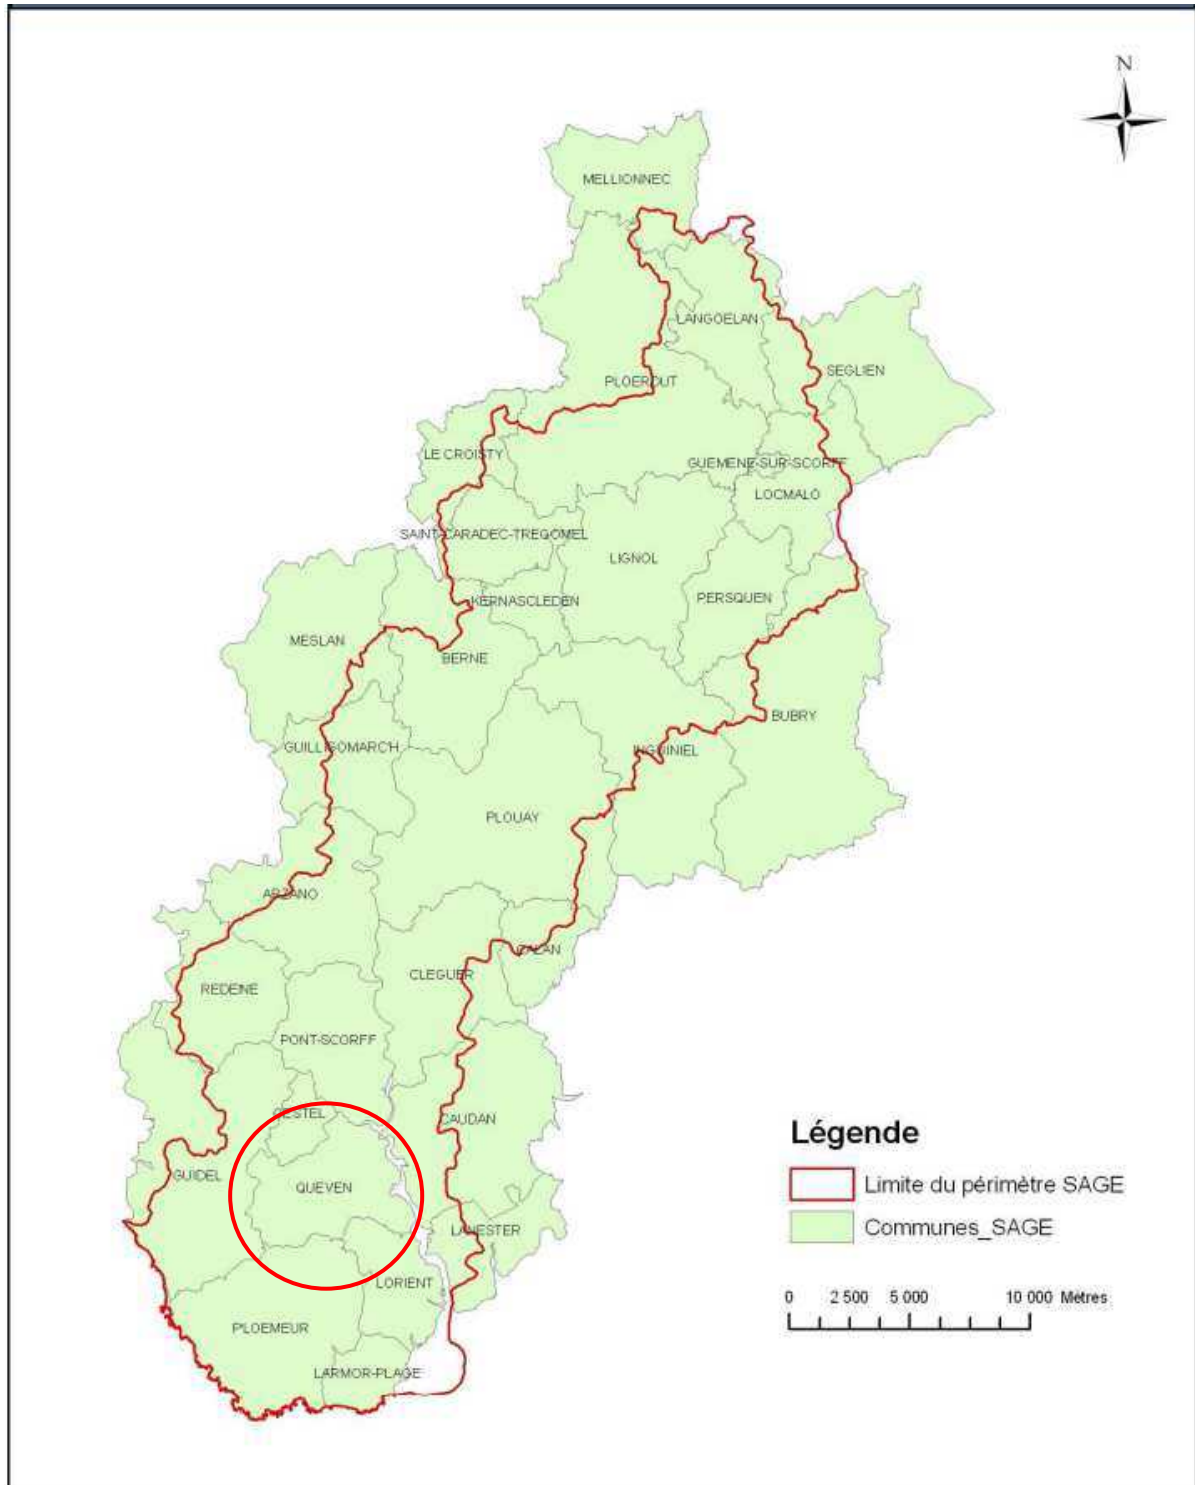 N
MELLIONNEC
LANGOELAN
SEGLIEN
PLOERDUT
LE CROISTY
GUEMENE-SUR-SCORFF
LOCMALO
SAINT-CARADEC-TREGOMEL
LIGNOL
PERSQUEN
KERNASCLEDEN
MESLAN
BERNE
BUBRY
GUILLIGOMARC'H
INGUINIEL
PLOUAY
ARZANO
CALAN
CLEGUER
REDENE
PONT-SCORFF
GESTEL
CAUDAN
GUIDEL
QUEVEN
LANESTER
LORIENT
PLOEMEUR
LARMOR-PLAGE
Légende
Limite du périmètre SAGE
Communes_SAGE
0 2 500 5 000 10 000 Mètres